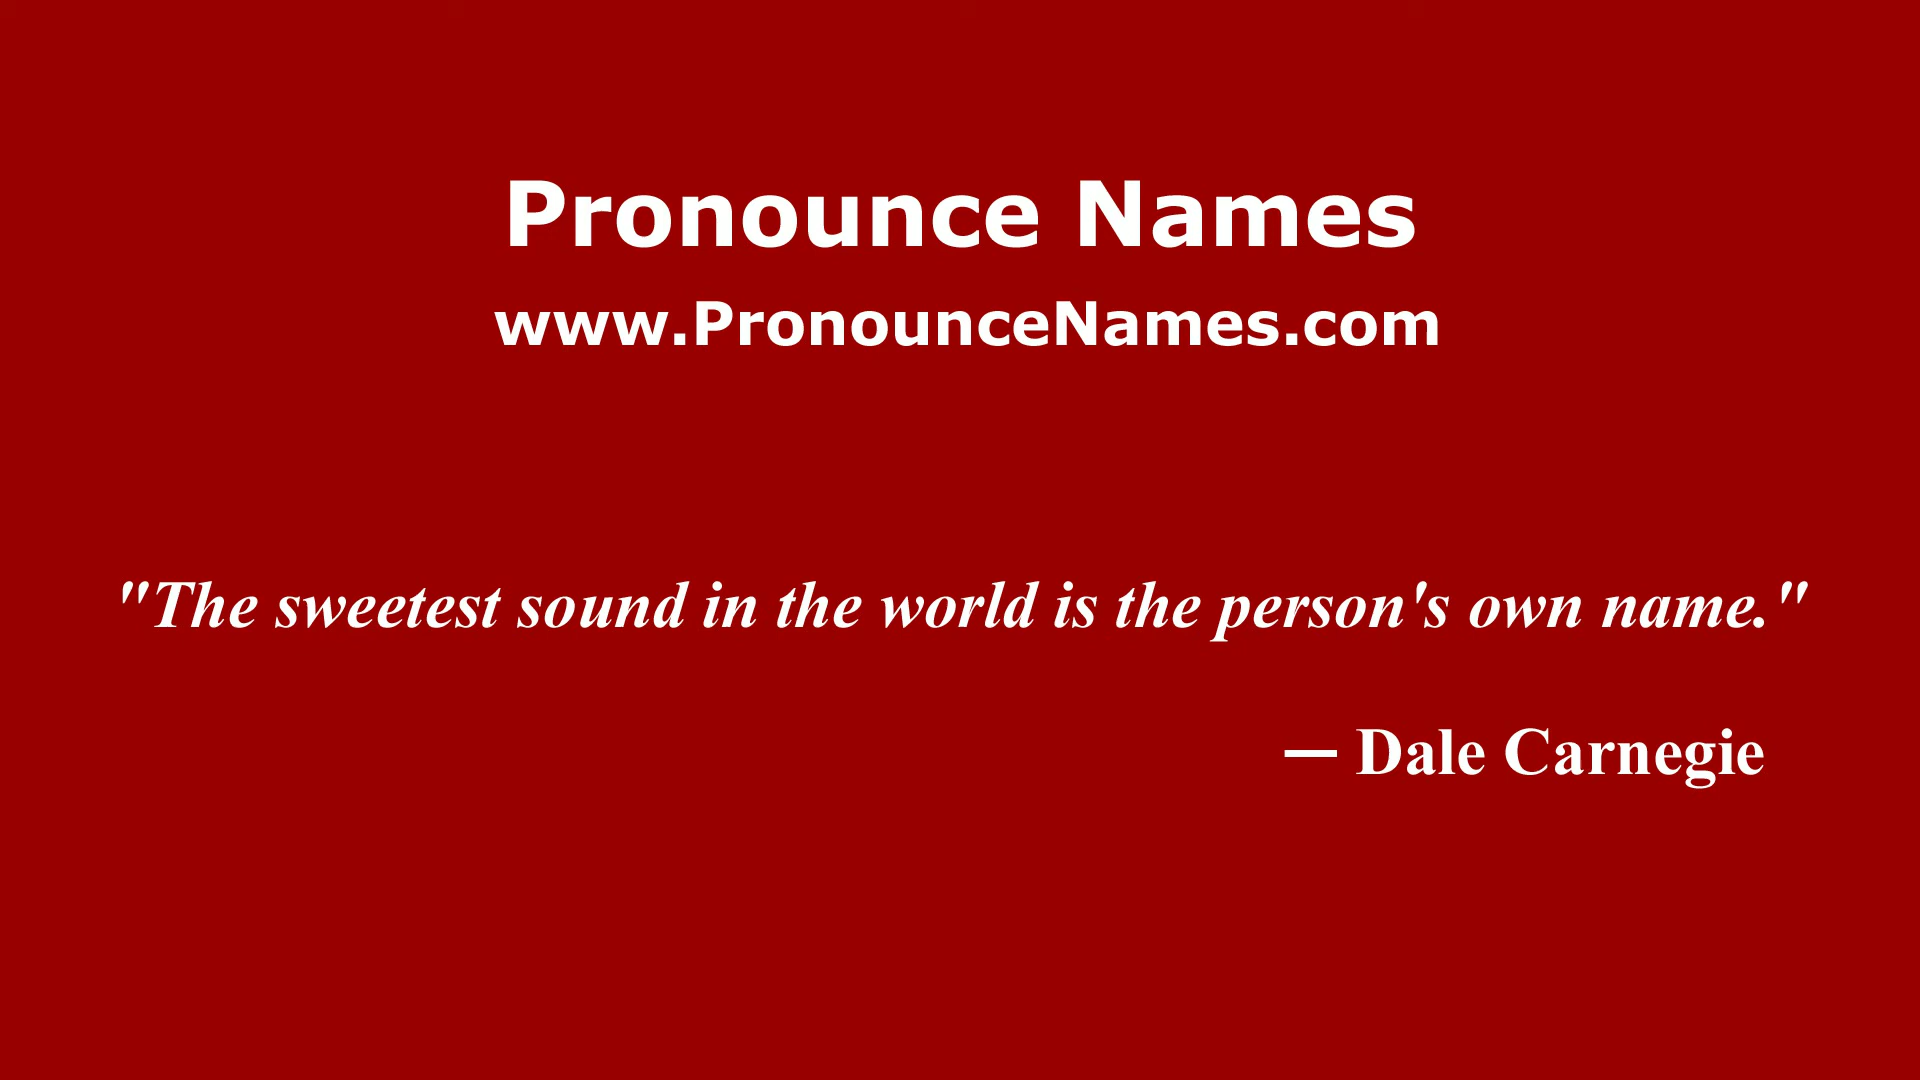 Pronounce Names
www.PronounceNames.com
"The sweetest sound in the world is the person's own name."
— Dale Carnegie